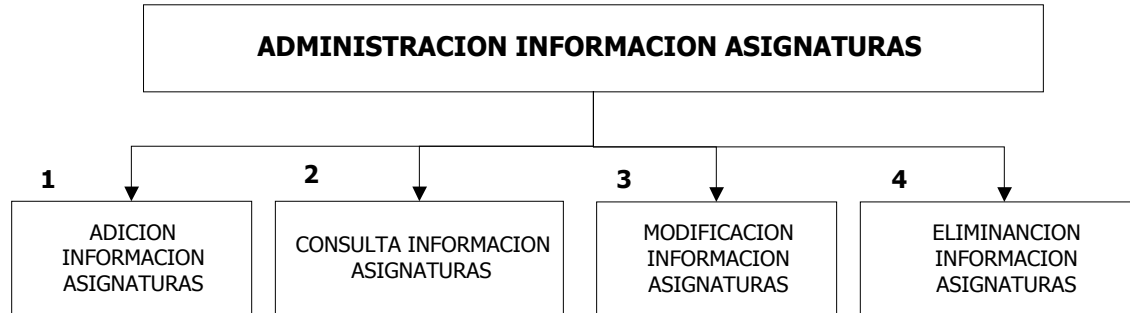 ADMINISTRACION INFORMACION ASIGNATURAS
1
2
3
4
ADICION
INFORMACION
ASIGNATURAS
CONSULTA INFORMACION
ASIGNATURAS
MODIFICACION
INFORMACION
ASIGNATURAS
ELIMINANCION
INFORMACION
ASIGNATURAS